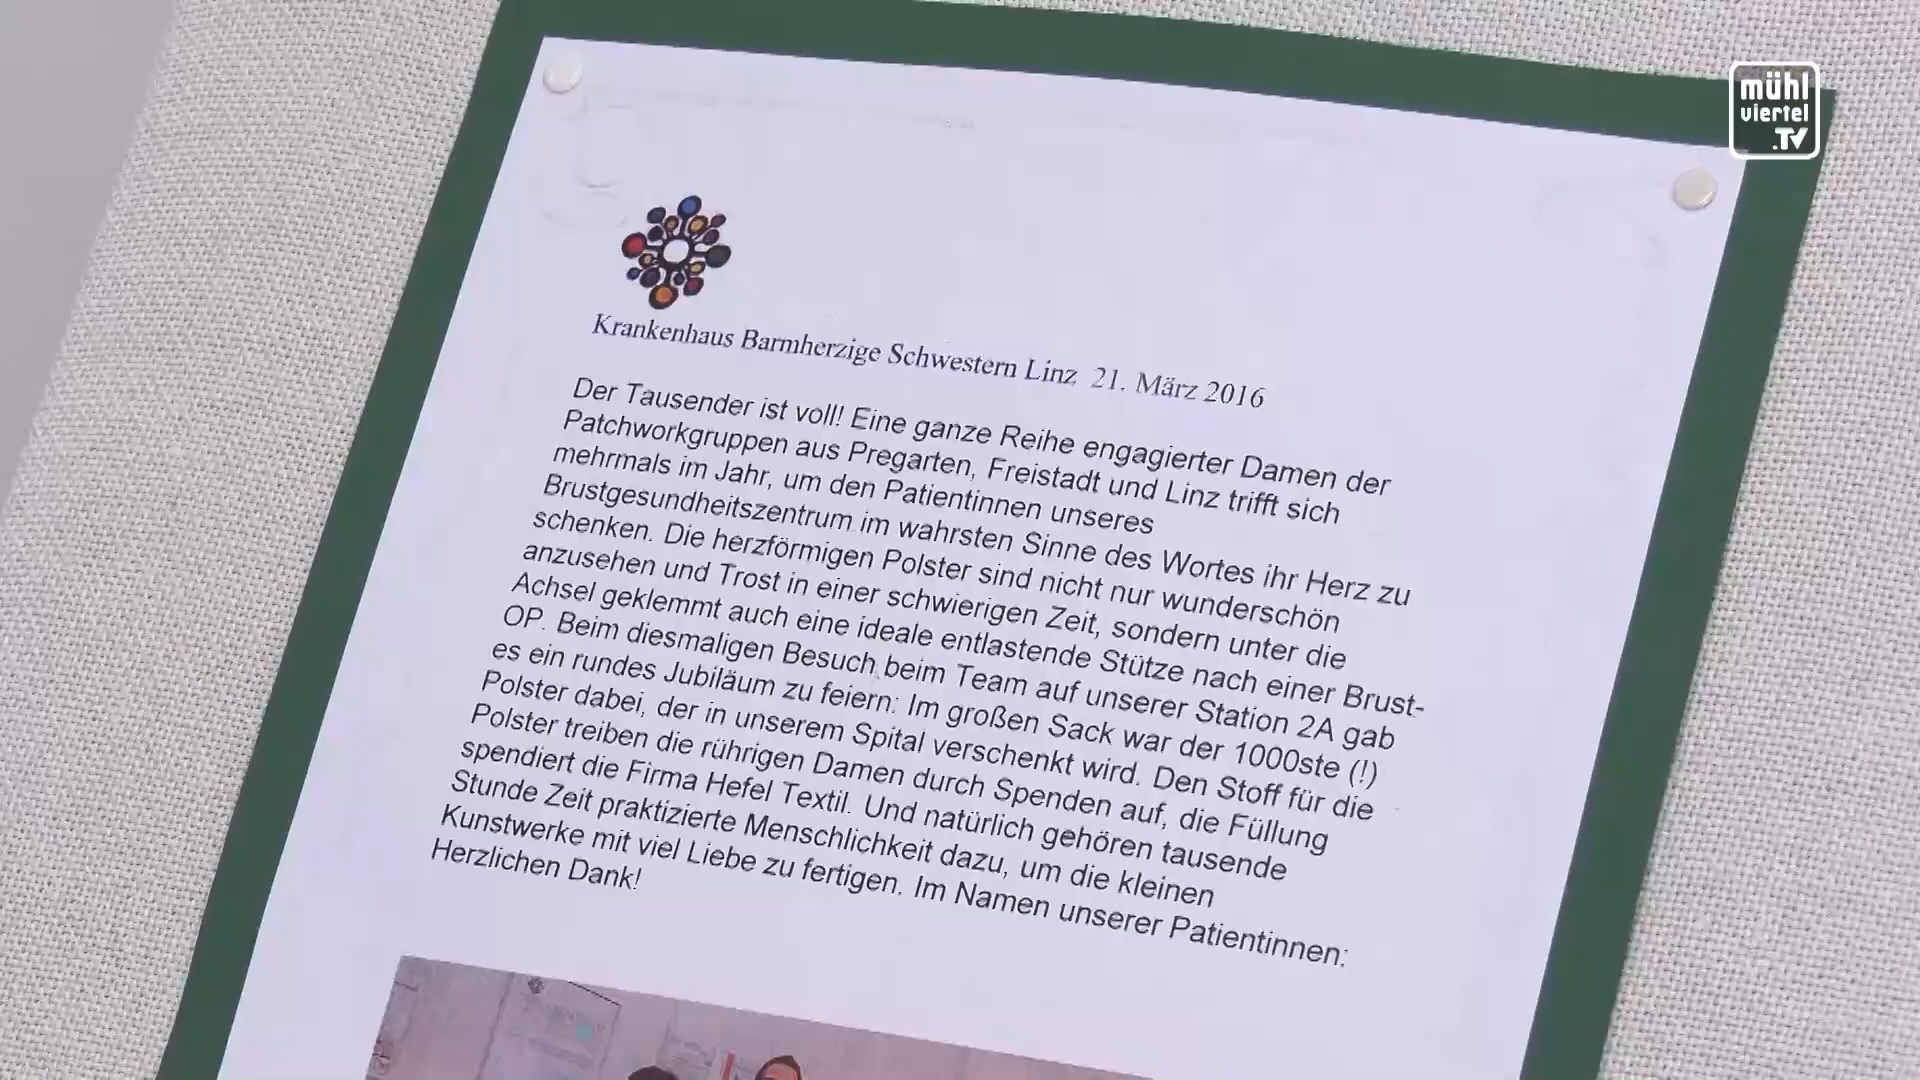 mühl
viertel
.TV
Krankenhaus Barmherzige Schwestern Linz 21. März 2016
Der Tausender ist voll! Eine ganze Reihe engagierter Damen der
Patchworkgruppen aus Pregarten, Freistadt und Linz trifft sich
mehrmals im Jahr, um den Patientinnen unseres
Brustgesundheitszentrum im wahrsten Sinne des Wortes ihr Herz zu
schenken. Die herzförmigen Polster sind nicht nur wunderschön
anzusehen und Trost in einer schwierigen Zeit, sondern unter die
Achsel geklemmt auch eine ideale entlastende Stütze nach einer Brust-
OP. Beim diesmaligen Besuch beim Team auf unserer Station 2A gab
es ein rundes Jubiläum zu feiern: Im großen Sack war der 1000ste (!)
Polster dabei, der in unserem Spital verschenkt wird. Den Stoff für die
Polster treiben die rührigen Damen durch Spenden auf, die Füllung
spendiert die Firma Hefel Textil. Und natürlich gehören tausende
Stunde Zeit praktizierte Menschlichkeit dazu, um die kleinen
Kunstwerke mit viel Liebe zu fertigen. Im Namen unserer Patientinnen:
Herzlichen Dank!